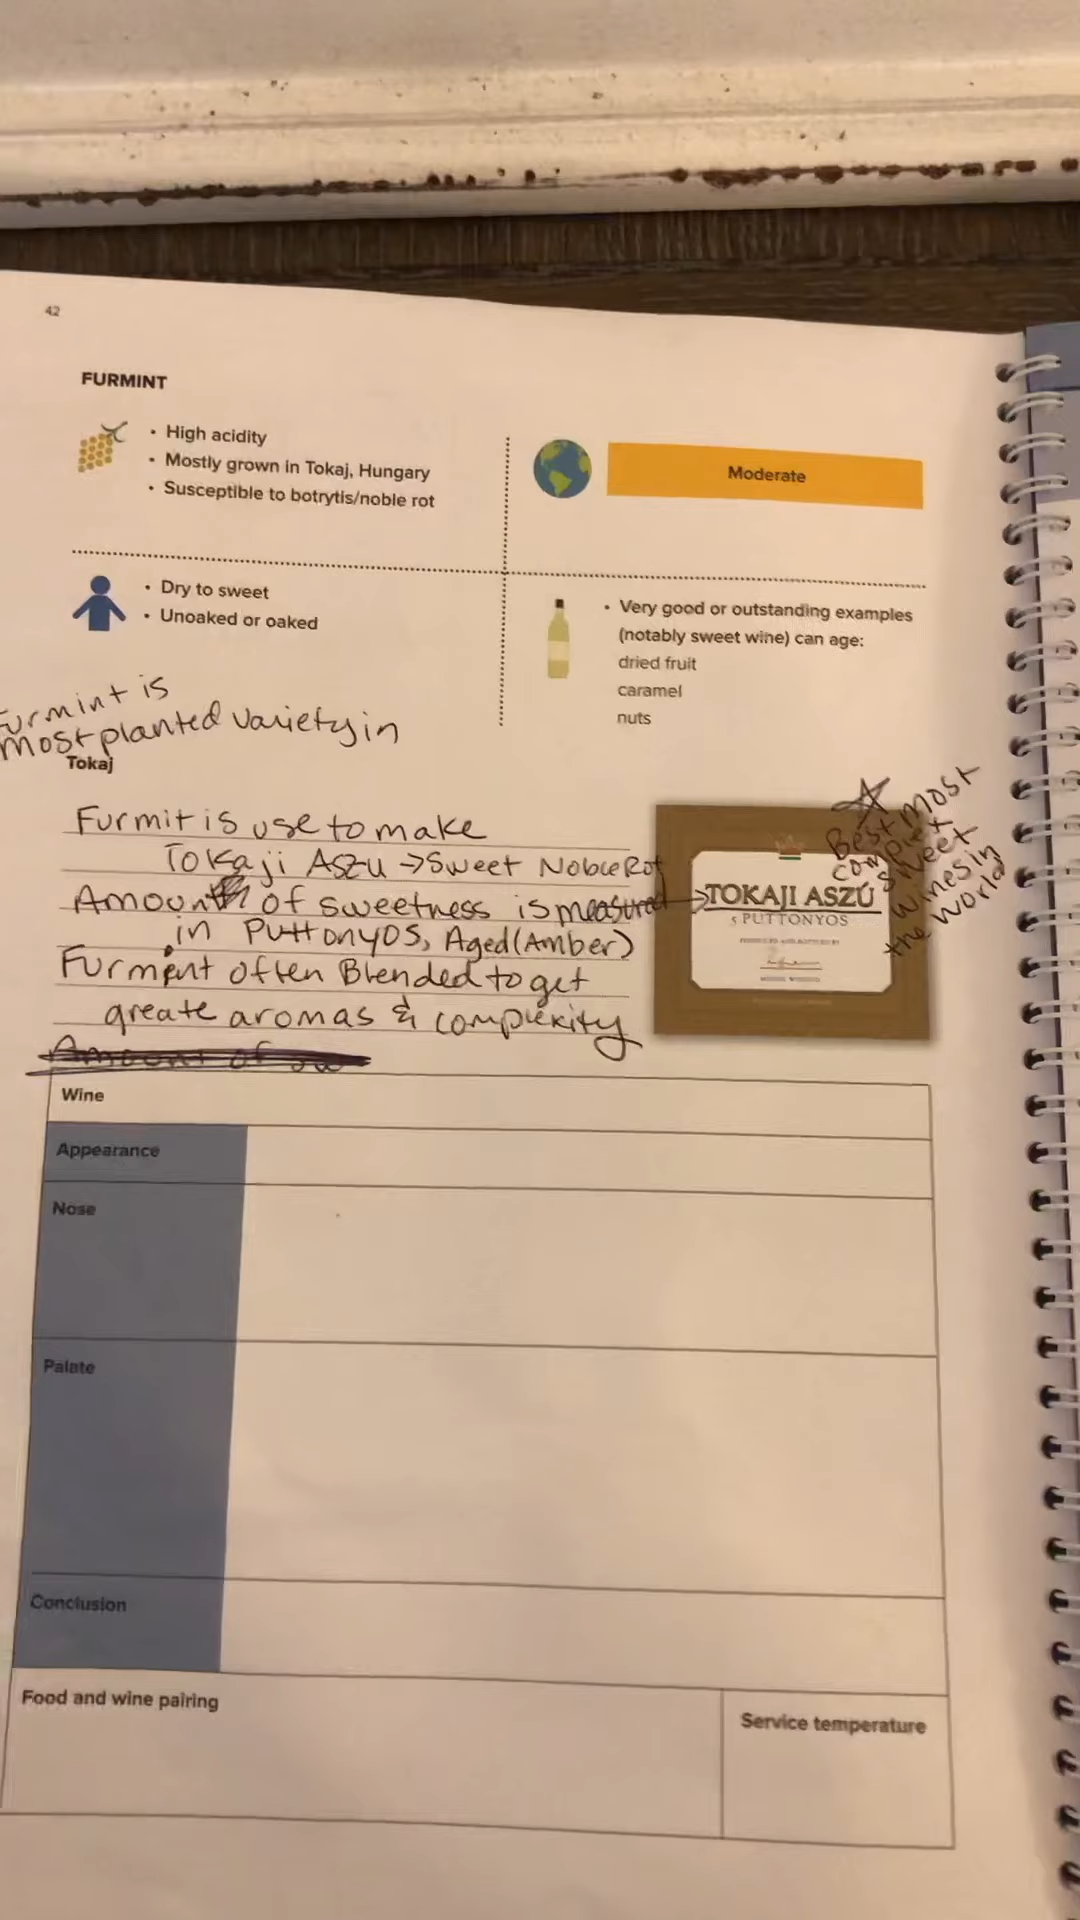 42
FURMINT
• High acidity
• Mostly grown in Tokaj, Hungary
• Susceptible to botrytis/noble rot
Moderate
• Dry to sweet
• Unoaked or oaked
• Very good or outstanding examples
(notably sweet wine) can age:
dried fruit
caramel
nuts
Furmint is
most planted variety in
Tokaj
Furmit is use to make
Tokaji Aszu → Sweet Noble Rot
Amount of sweetness is measured →
in Puttonyos, Aged (Amber)
Furmint often Blended to get
greate aromas & complexity
Amount of
Best most
complex
sweet
wines in
the world
TOKAJI ASZÚ
5 PUTTONYOS
Wine
Appearance
Nose
Palate
Conclusion
Food and wine pairing
Service temperature